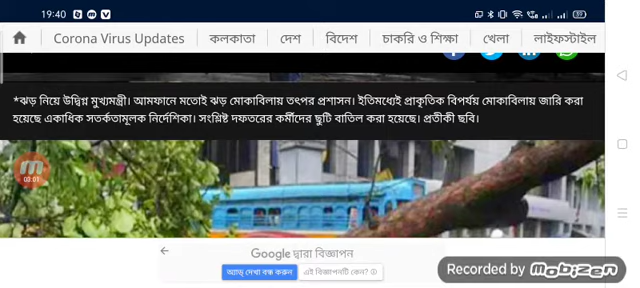 19:40
Corona Virus Updates কলকাতা দেশ বিদেশ চাকরি ও শিক্ষা খেলা লাইফস্টাইল
*ঝড় নিয়ে উদ্বিগ্ন মুখ্যমন্ত্রী। আমফানে মতোই ঝড় মোকাবিলায় তৎপর প্রশাসন। ইতিমধ্যেই প্রাকৃতিক বিপর্যয় মোকাবিলায় জারি করা
হয়েছে একাধিক সতর্কতামূলক নির্দেশিকা। সংশ্লিষ্ট দফতরের কর্মীদের ছুটি বাতিল করা হয়েছে। প্রতীকী ছবি।
03:01
Google দ্বারা বিজ্ঞাপন
অ্যাড দেখা বন্ধ করুন এই বিজ্ঞাপনটি কেন?
Recorded by mobizen